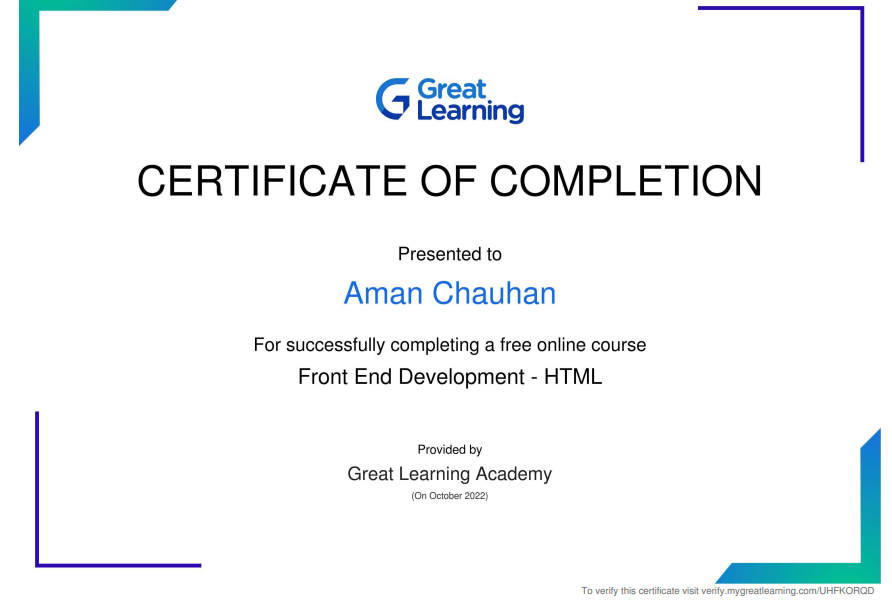 Great
Learning
CERTIFICATE OF COMPLETION
Presented to
Aman Chauhan
For successfully completing a free online course
Front End Development - HTML
Provided by
Great Learning Academy
(On October 2022)
To verify this certificate visit verify.mygreatlearning.com/UHFKORQD